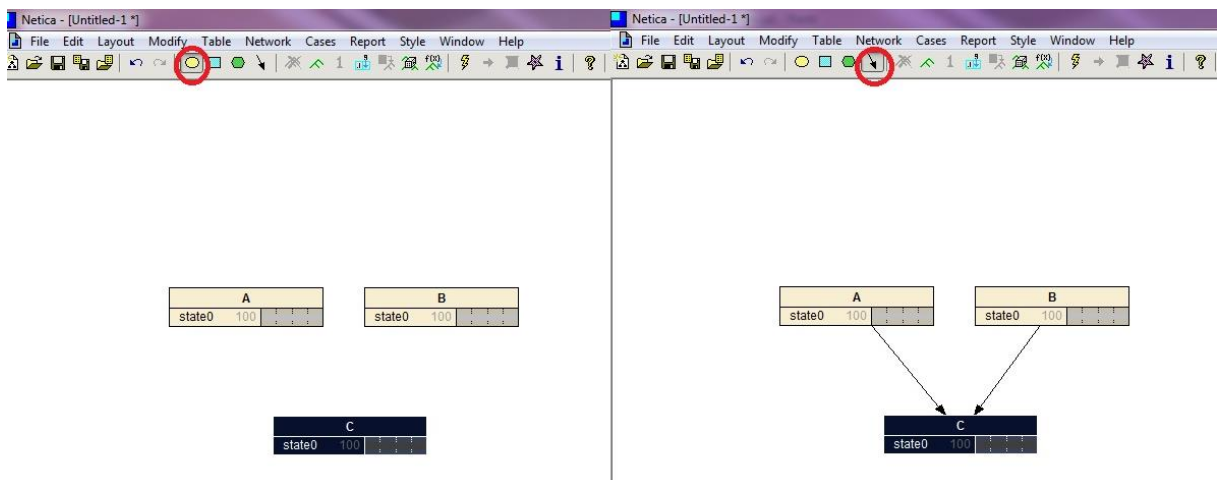 Netica - [Untitled-1 *]
File Edit Layout Modify Table Network Cases Report Style Window Help
1 f(x) i ?
A
state0 100
B
state0 100
C
state0 100
Netica - [Untitled-1 *]
File Edit Layout Modify Table Network Cases Report Style Window Help
1 f(x) i ?
A
state0 100
B
state0 100
C
state0 100